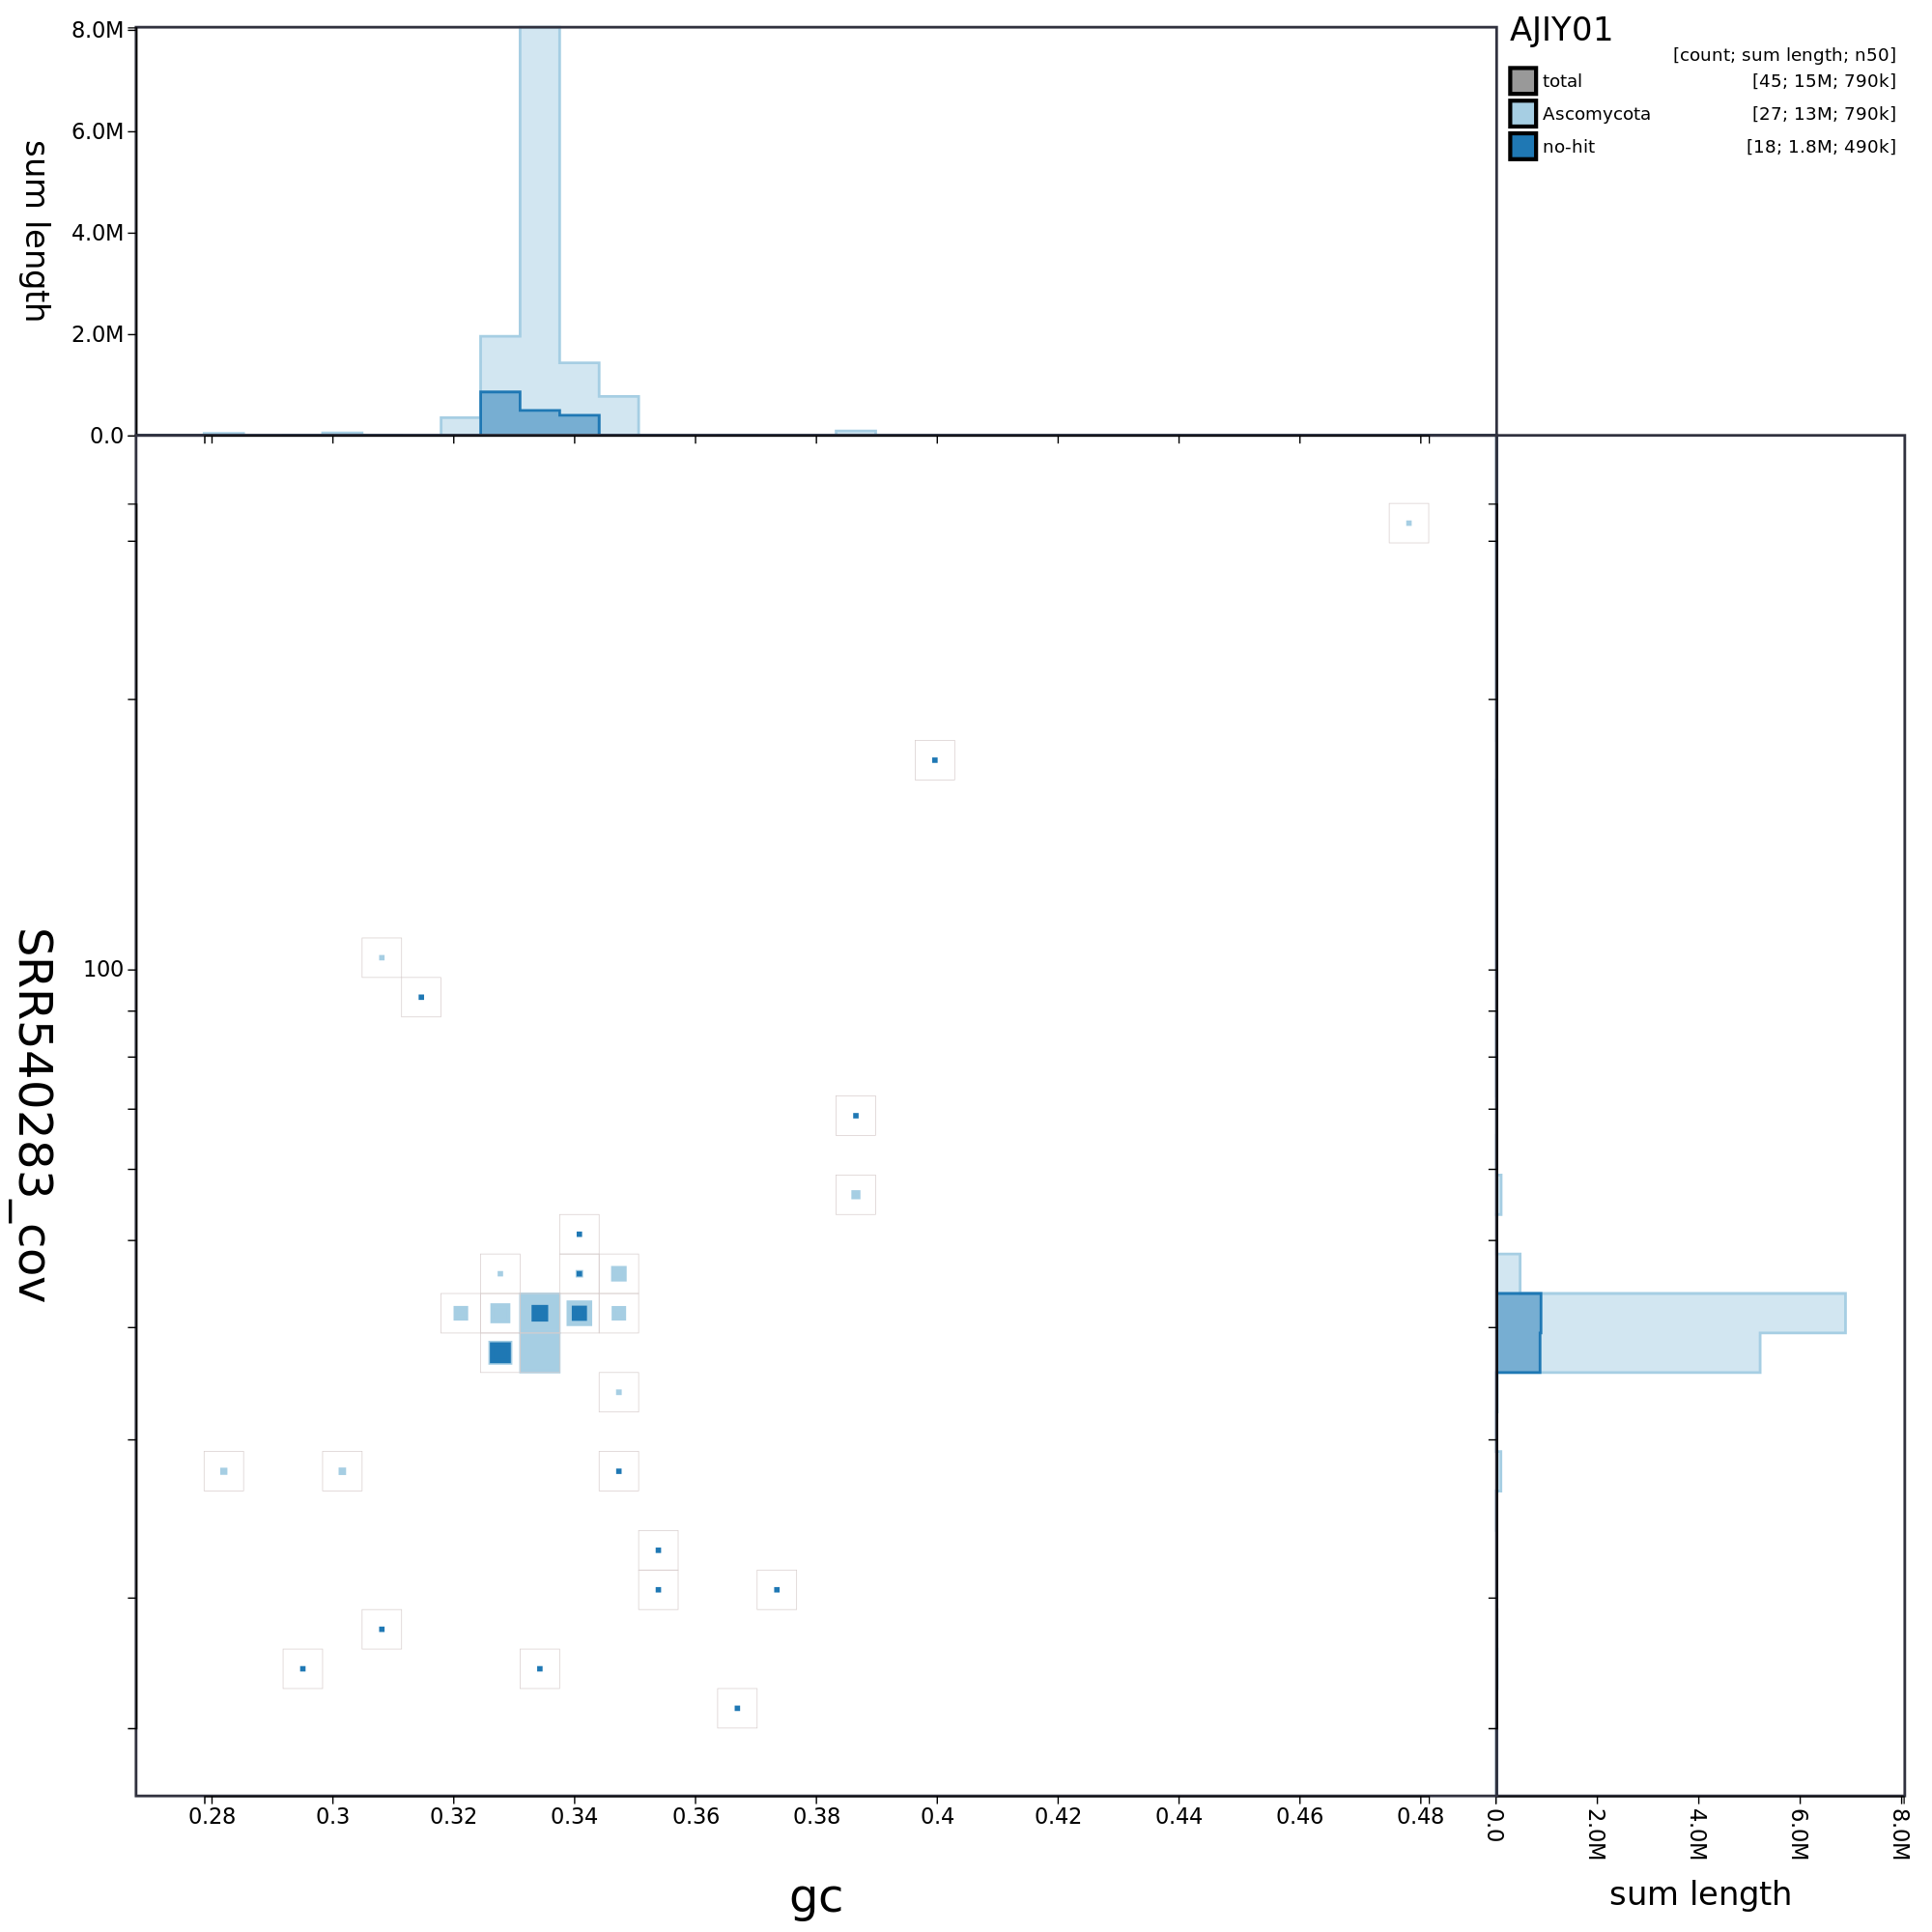 8.0M
6.0M
4.0M
2.0M
0.0
sum length
AJIY01
[count; sum length; n50]
total [45; 15M; 790k]
Ascomycota [27; 13M; 790k]
no-hit [18; 1.8M; 490k]
100
SRR540283_cov
0.28 0.3 0.32 0.34 0.36 0.38 0.4 0.42 0.44 0.46 0.48
gc
0.0 2.0M 4.0M 6.0M 8.0M
sum length